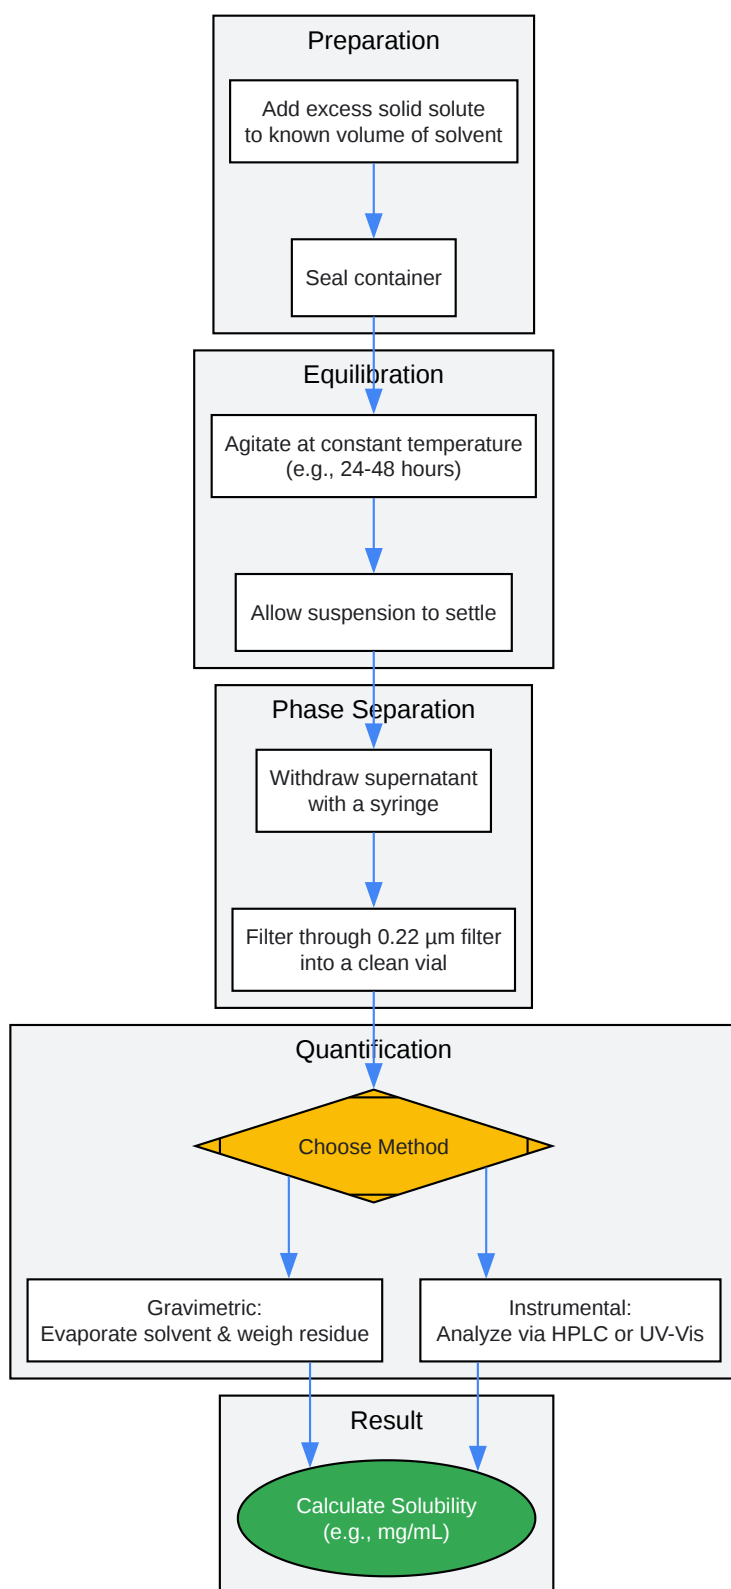 Preparation
Add excess solid solute
to known volume of solvent
Seal container
Equilibration
Agitate at constant temperature
(e.g., 24-48 hours)
Allow suspension to settle
Phase Separation
Withdraw supernatant
with a syringe
Filter through 0.22 µm filter
into a clean vial
Quantification
Choose Method
Gravimetric:
Evaporate solvent & weigh residue
Instrumental:
Analyze via HPLC or UV-Vis
Result
Calculate Solubility
(e.g., mg/mL)